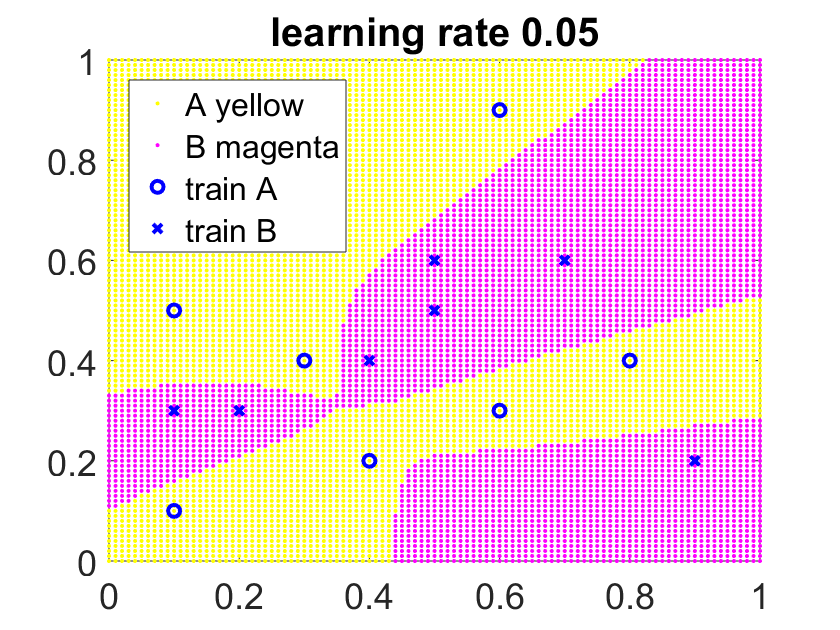 learning rate 0.05
A yellow
B magenta
train A
train B
1
0.8
0.6
0.4
0.2
0
0 0.2 0.4 0.6 0.8 1